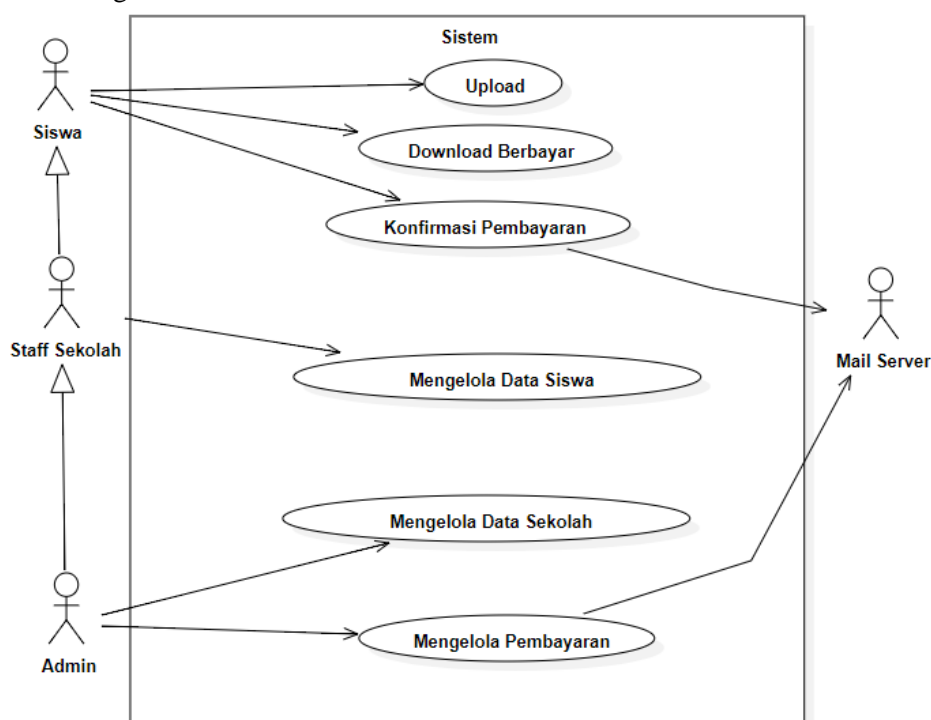 Sistem
Upload
Siswa
Download Berbayar
Konfirmasi Pembayaran
Staff Sekolah
Mail Server
Mengelola Data Siswa
Mengelola Data Sekolah
Mengelola Pembayaran
Admin